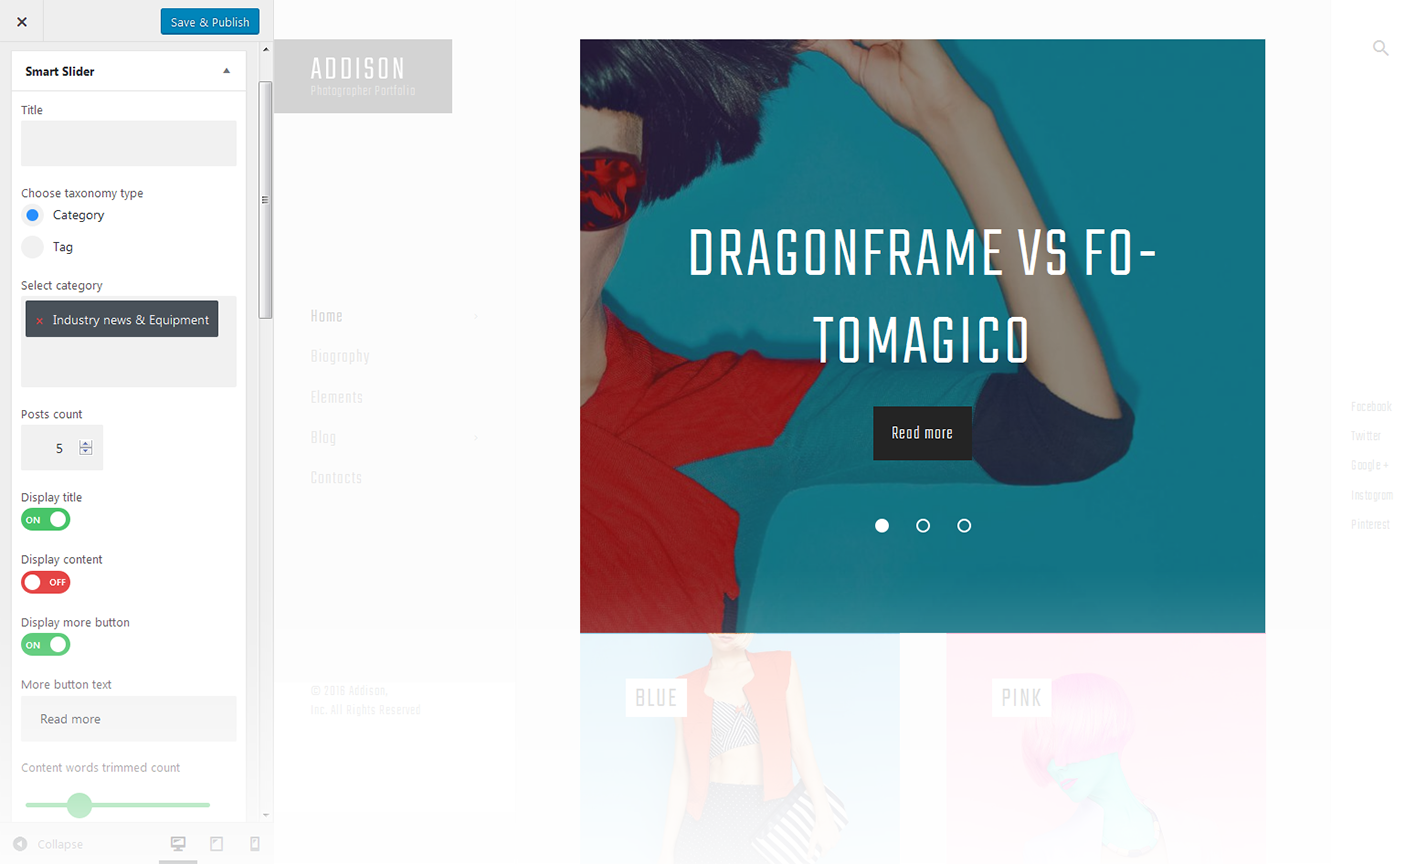 Save & Publish
Smart Slider
Title
Choose taxonomy type
Category
Tag
Select category
× Industry news & Equipment
Posts count
5
Display title
ON
Display content
OFF
Display more button
ON
More button text
Read more
Content words trimmed count
Collapse
ADDISON
Photographer Portfolio
Home
Biography
Elements
Blog
Contacts
© 2016 Addison,
Inc. All Rights Reserved
DRAGONFRAME VS FO-
TOMAGICO
Read more
BLUE
PINK
Facebook
Twitter
Google +
Instagram
Pinterest